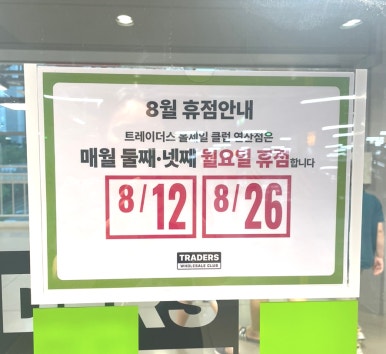 8월 휴점안내
트레이더스 홀세일 클럽 연산점은
매월 둘째·넷째 월요일 휴점합니다
8/12 8/26
TRADERS
WHOLESALE CLUB